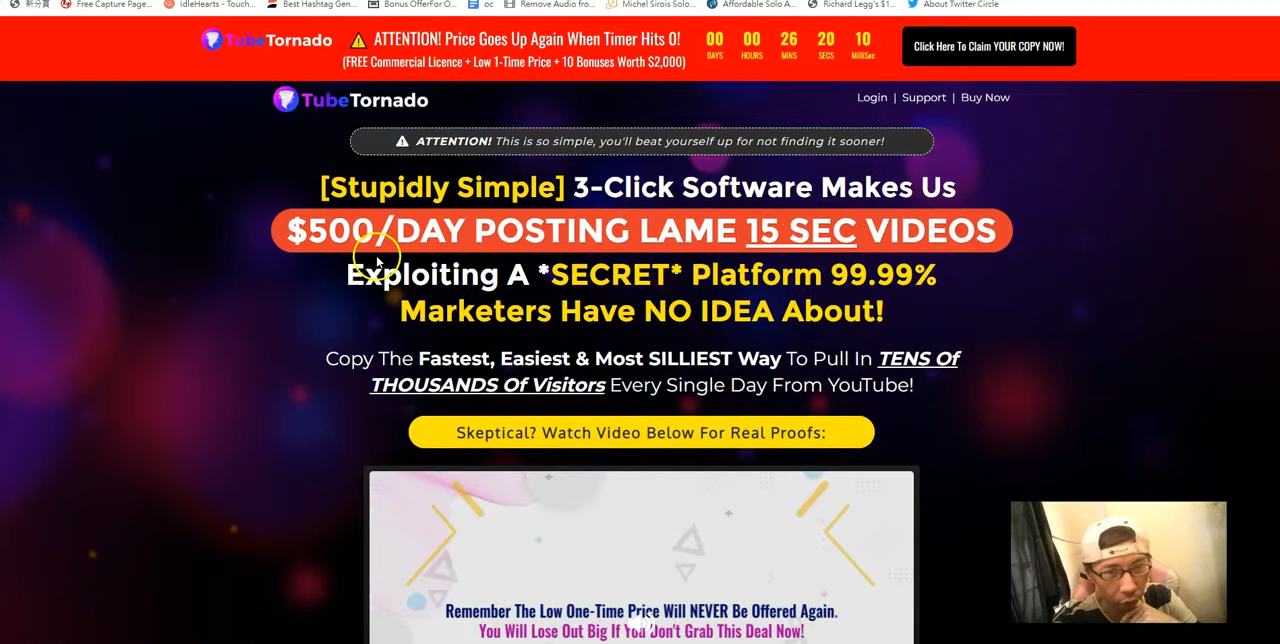 新分頁 Free Capture Page... IdleHearts - Touch... Best Hashtag Gen... Bonus OfferFor O... oc Remove Audio from... Michel Sirois Solo... Affordable Solo A... Richard Legg's $1... About Twitter Circle
TubeTornado
ATTENTION! Price Goes Up Again When Timer Hits 0!
(FREE Commercial Licence + Low 1-Time Price + 10 Bonuses Worth $2,000)
00 00 26 20 10
DAYS HOURS MINS SECS MilliSec
Click Here To Claim YOUR COPY NOW!
TubeTornado
Login | Support | Buy Now
ATTENTION! This is so simple, you'll beat yourself up for not finding it sooner!
[Stupidly Simple] 3-Click Software Makes Us
$500/DAY POSTING LAME 15 SEC VIDEOS
Exploiting A *SECRET* Platform 99.99%
Marketers Have NO IDEA About!
Copy The Fastest, Easiest & Most SILLIEST Way To Pull In TENS Of
THOUSANDS Of Visitors Every Single Day From YouTube!
Skeptical? Watch Video Below For Real Proofs:
Remember The Low One-Time Price Will NEVER Be Offered Again.
You Will Lose Out Big If You Don't Grab This Deal Now!